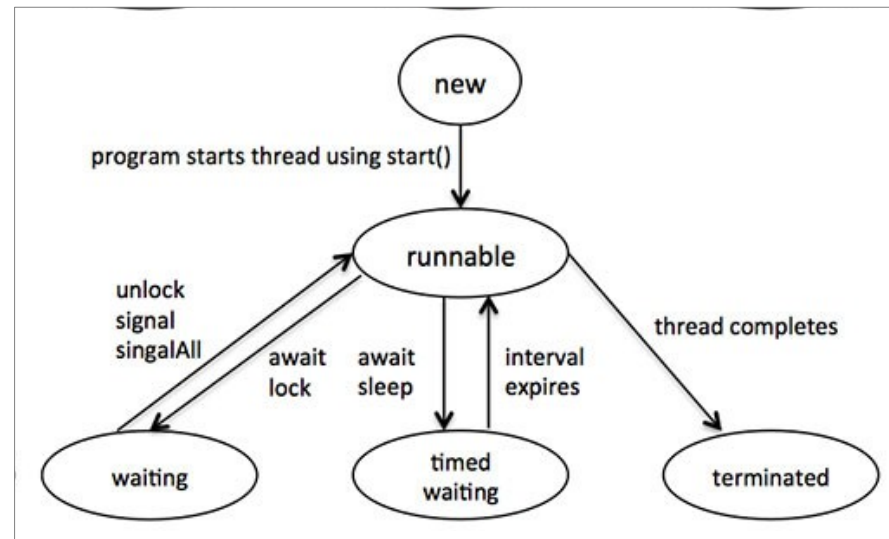 new
program starts thread using start()
runnable
unlock
signal
singalAll
await
lock
await
sleep
interval
expires
thread completes
waiting
timed
waiting
terminated